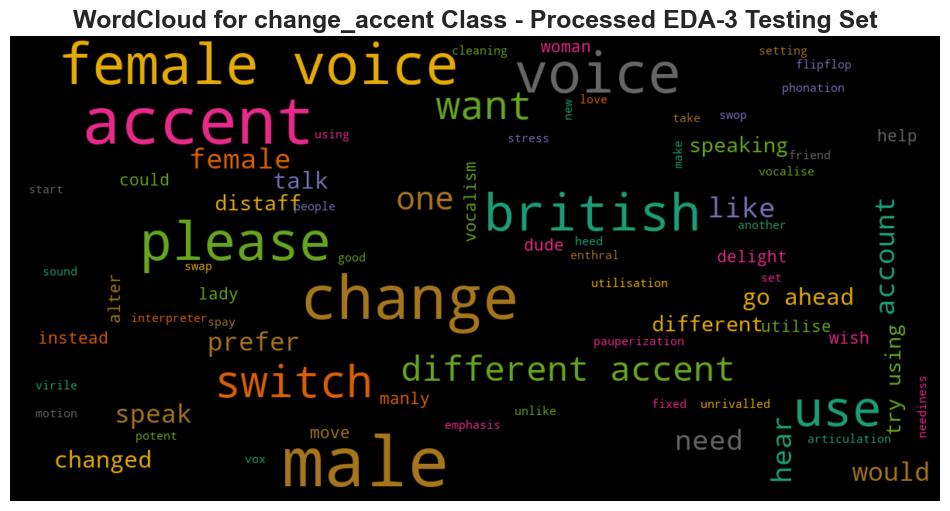 WordCloud for change_accent Class - Processed EDA-3 Testing Set
female voice
cleaning
woman
voice
setting
flipflop
phonation
accent
using
want
new
love
take
swop
stress
make
speaking
friend
help
female
vocalise
start
could
talk
distaff
people
one
vocalism
british
like
another
account
please
good
swap
dude
heed
enthral
delight
sound
alter
lady
change
utilisation
set
go ahead
interpreter
spay
instead
prefer
different
utilise
wish
pauperization
try using
different accent
virile
switch
manly
fixed
unrivalled
use
neediness
motion
speak
potent
move
unlike
emphasis
need
hear
articulation
changed
vox
male
would